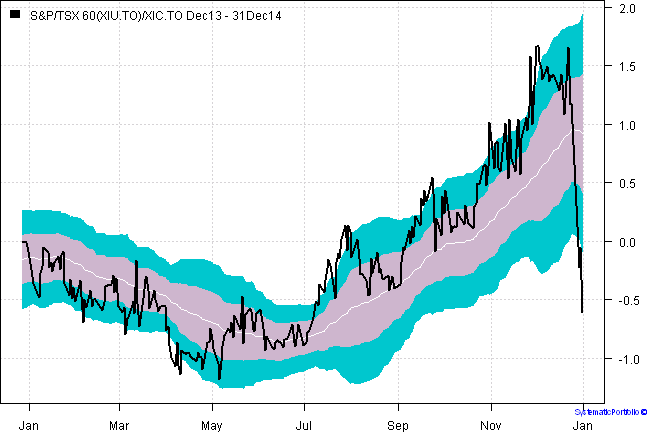 S&P/TSX 60(XIU.TO)/XIC.TO Dec13 - 31Dec14
2.0
1.5
1.0
0.5
0.0
-0.5
-1.0
Jan Mar May Jul Sep Nov Jan
SystematicPortfolio ©